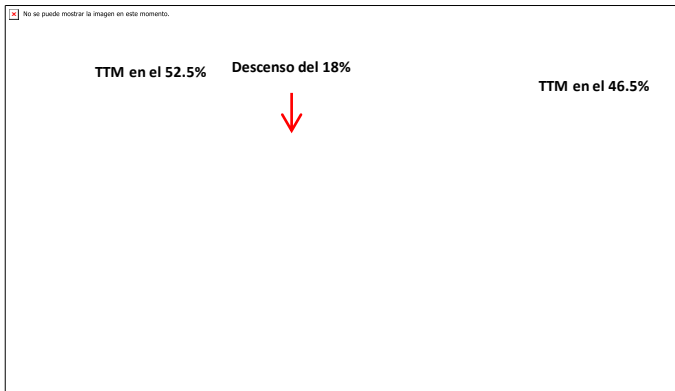 No se puede mostrar la imagen en este momento.
TTM en el 52.5%
Descenso del 18%
TTM en el 46.5%